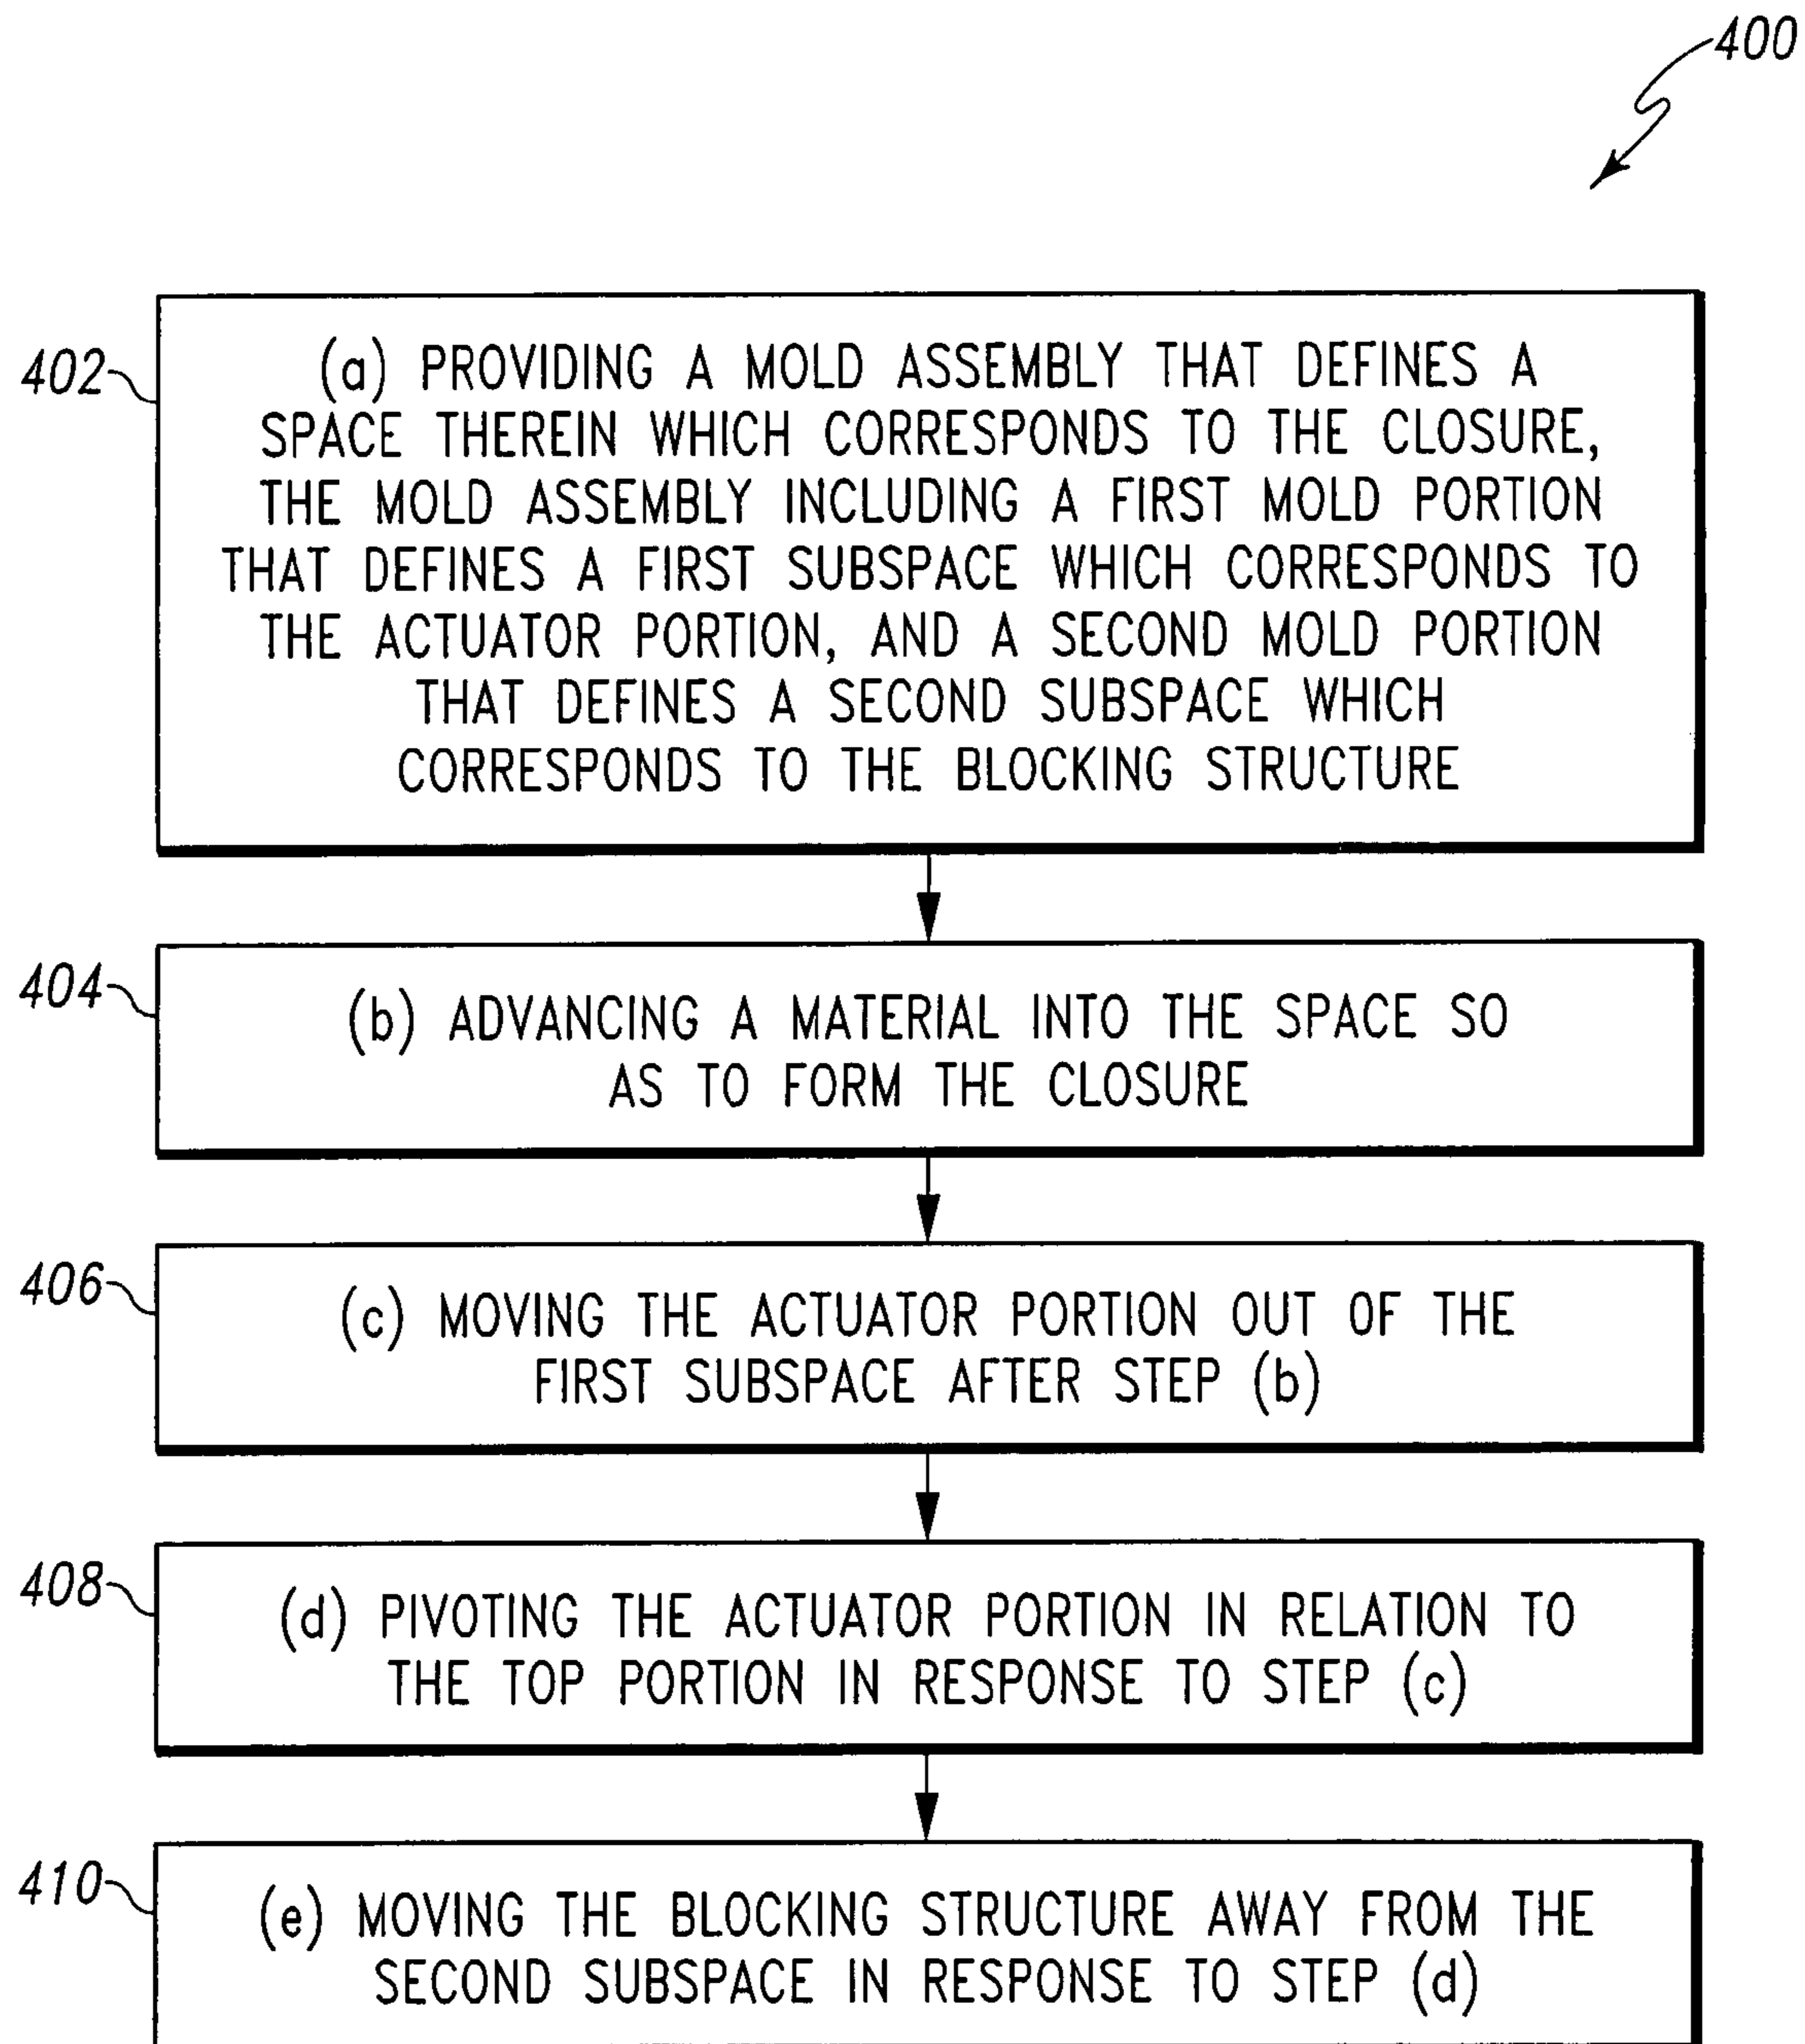 400
402
(a) PROVIDING A MOLD ASSEMBLY THAT DEFINES A
SPACE THEREIN WHICH CORRESPONDS TO THE CLOSURE,
THE MOLD ASSEMBLY INCLUDING A FIRST MOLD PORTION
THAT DEFINES A FIRST SUBSPACE WHICH CORRESPONDS TO
THE ACTUATOR PORTION, AND A SECOND MOLD PORTION
THAT DEFINES A SECOND SUBSPACE WHICH
CORRESPONDS TO THE BLOCKING STRUCTURE
404
(b) ADVANCING A MATERIAL INTO THE SPACE SO
AS TO FORM THE CLOSURE
406
(c) MOVING THE ACTUATOR PORTION OUT OF THE
FIRST SUBSPACE AFTER STEP (b)
408
(d) PIVOTING THE ACTUATOR PORTION IN RELATION TO
THE TOP PORTION IN RESPONSE TO STEP (c)
410
(e) MOVING THE BLOCKING STRUCTURE AWAY FROM THE
SECOND SUBSPACE IN RESPONSE TO STEP (d)